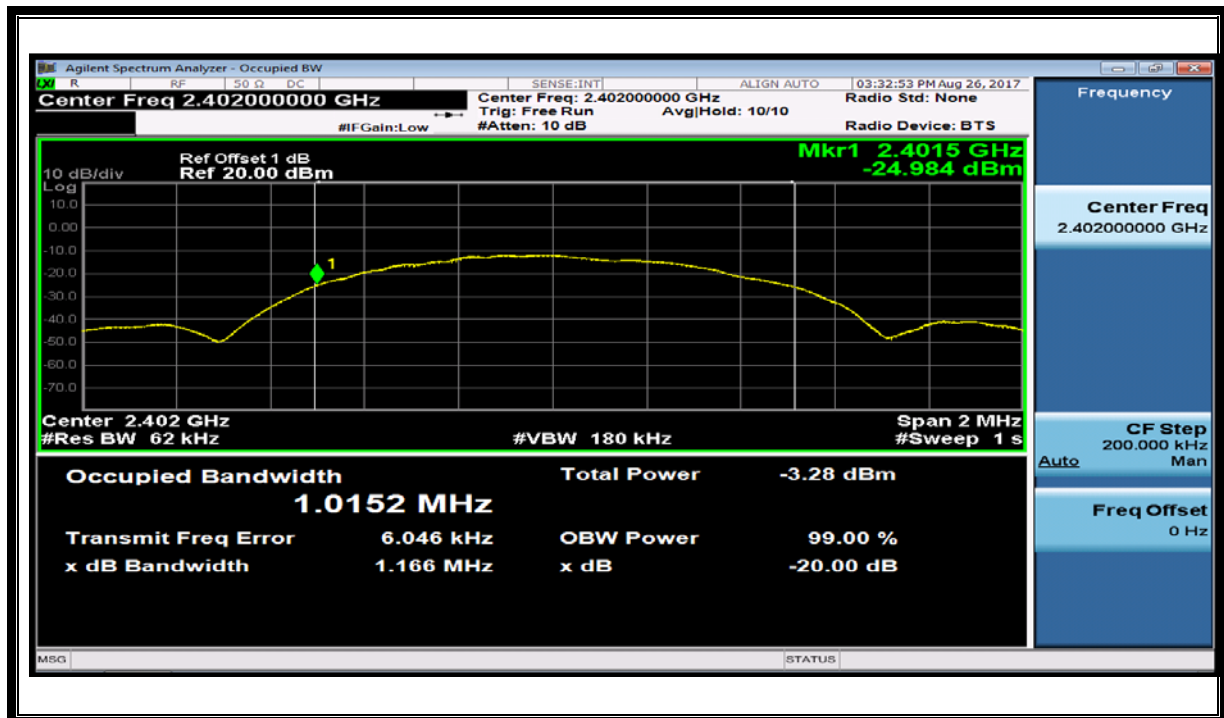 Agilent Spectrum Analyzer - Occupied BW
LXI R RF 50 Ω DC SENSE:INT ALIGN AUTO 03:32:53 PM Aug 26, 2017
Center Freq 2.402000000 GHz
Center Freq: 2.402000000 GHz
Radio Std: None
Trig: Free Run
Avg|Hold: 10/10
#IFGain:Low
#Atten: 10 dB
Radio Device: BTS
Ref Offset 1 dB
10 dB/div Ref 20.00 dBm
Mkr1 2.4015 GHz
-24.984 dBm
Log
10.0
0.00
-10.0
-20.0
-30.0
-40.0
-50.0
-60.0
-70.0
1
Center 2.402 GHz Span 2 MHz
#Res BW 62 kHz #VBW 180 kHz #Sweep 1 s
Occupied Bandwidth Total Power -3.28 dBm
1.0152 MHz
Transmit Freq Error 6.046 kHz OBW Power 99.00 %
x dB Bandwidth 1.166 MHz x dB -20.00 dB
MSG STATUS
Frequency
Center Freq
2.402000000 GHz
CF Step
200.000 kHz
Auto Man
Freq Offset
0 Hz